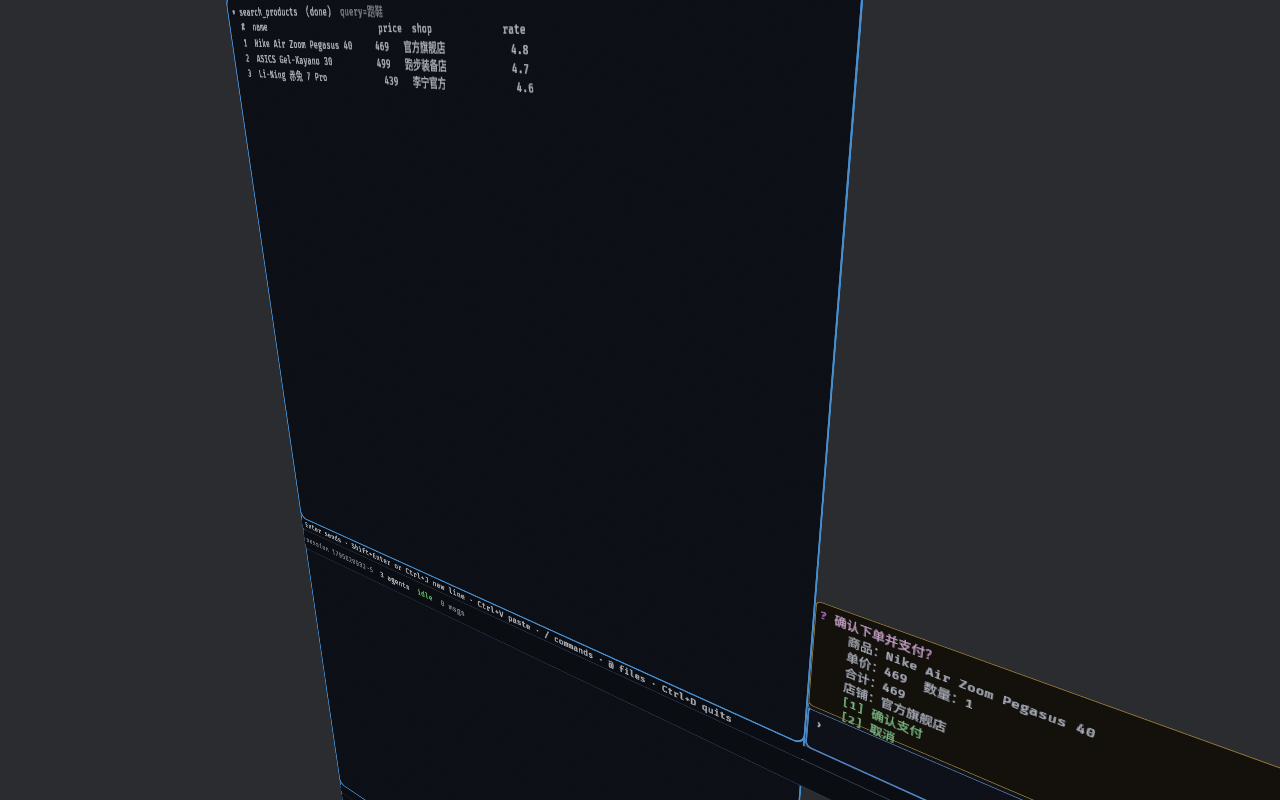 search_products (done) query=跑鞋
# name price shop rate
1 Nike Air Zoom Pegasus 40 469 官方旗舰店 4.8
2 ASICS Gel-Kayano 30 499 跑步装备店 4.7
3 Li-Ning 赤兔 7 Pro 439 李宁官方 4.6
Enter sends · Shift+Enter or Ctrl+J new line · Ctrl+V paste · / commands · @ files · Ctrl+D quits
session 3 agents idle 0 msgs
? 确认下单并支付?
商品: Nike Air Zoom Pegasus 40
单价: 469 数量: 1
合计: 469
店铺: 官方旗舰店
[1] 确认支付
[2] 取消
›